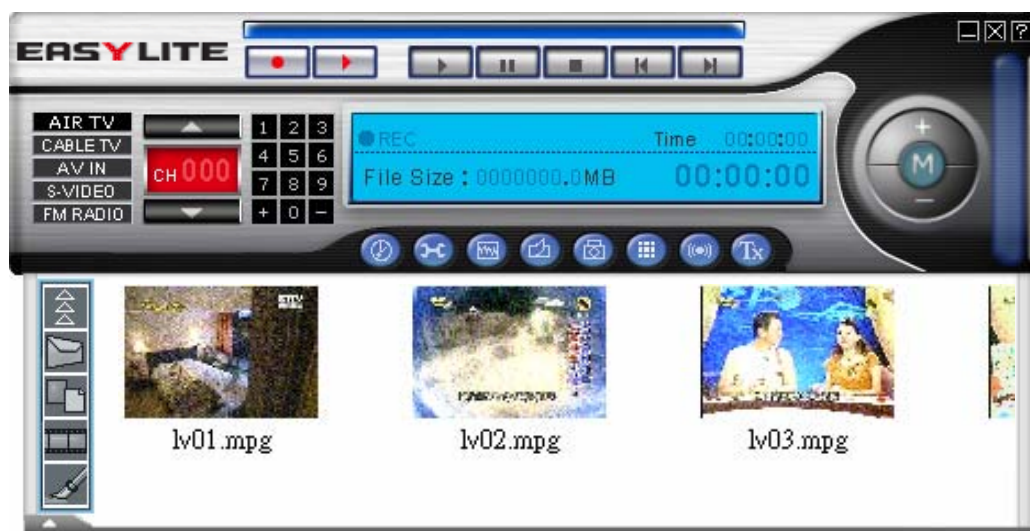 EASYLITE
AIR TV
CABLE TV
AV IN
S-VIDEO
FM RADIO
CH 000
1 2 3
4 5 6
7 8 9
+ 0 −
REC
Time 00:00:00
File Size : 0000000.0MB 00:00:00
+
M
−
?
Tx
lv01.mpg
lv02.mpg
lv03.mpg